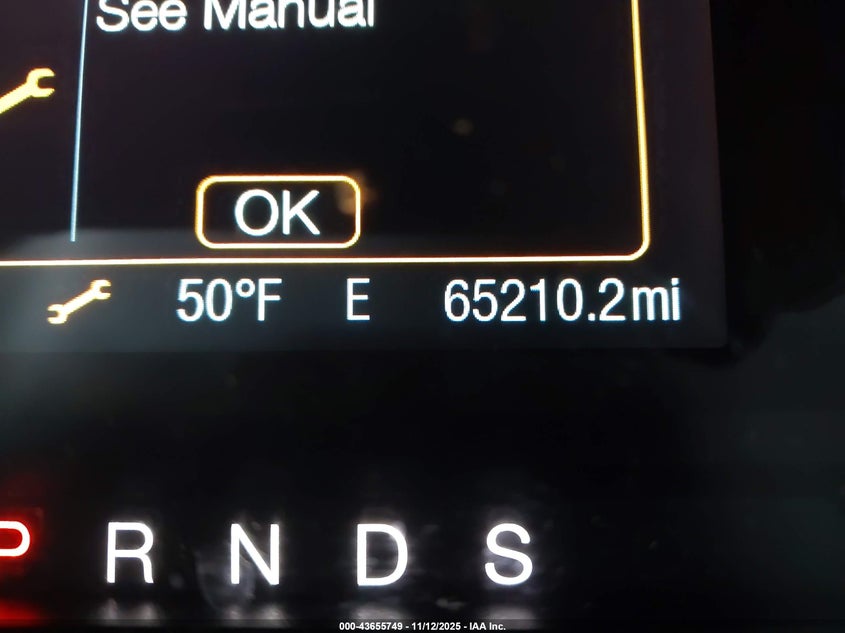 See Manual
OK
50°F E 65210.2mi
P R N D S
000-43655749 - 11/12/2025 - IAA Inc.